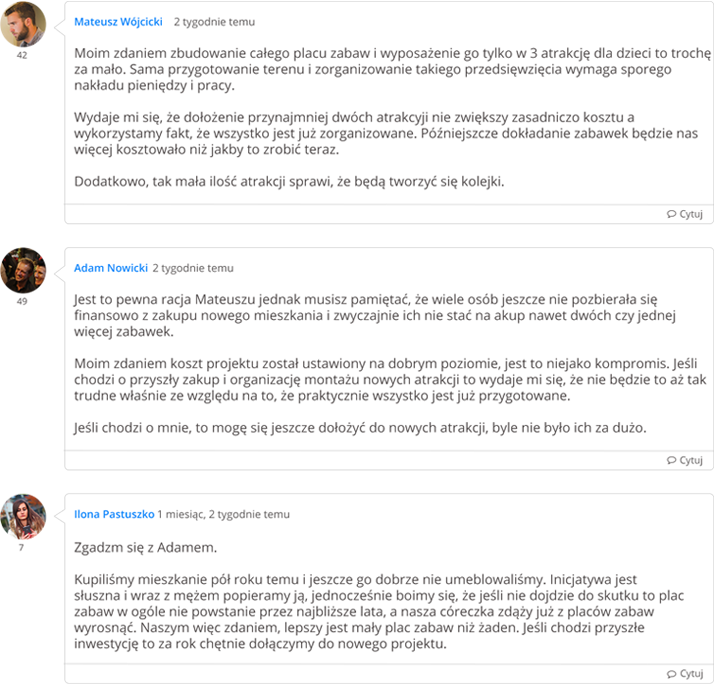 Mateusz Wójcicki 2 tygodnie temu
42
Moim zdaniem zbudowanie całego placu zabaw i wyposażenie go tylko w 3 atrakcję dla dzieci to trochę
za mało. Sama przygotowanie terenu i zorganizowanie takiego przedsięwzięcia wymaga sporego
nakładu pieniędzy i pracy.
Wydaje mi się, że dołożenie przynajmniej dwóch atrakcyji nie zwiększy zasadniczo kosztu a
wykorzystamy fakt, że wszystko jest już zorganizowane. Późniejszcze dokładanie zabawek będzie nas
więcej kosztowało niż jakby to zrobić teraz.
Dodatkowo, tak mała ilość atrakcji sprawi, że będą tworzyć się kolejki.
Cytuj
Adam Nowicki 2 tygodnie temu
49
Jest to pewna racja Mateuszu jednak musisz pamiętać, że wiele osób jeszcze nie pozbierała się
finansowo z zakupu nowego mieszkania i zwyczajnie ich nie stać na akup nawet dwóch czy jednej
więcej zabawek.
Moim zdaniem koszt projektu został ustawiony na dobrym poziomie, jest to niejako kompromis. Jeśli
chodzi o przyszły zakup i organizację montażu nowych atrakcji to wydaje mi się, że nie będzie to aż tak
trudne właśnie ze względu na to, że praktycznie wszystko jest już przygotowane.
Jeśli chodzi o mnie, to mogę się jeszcze dołożyć do nowych atrakcji, byle nie było ich za dużo.
Cytuj
Ilona Pastuszko 1 miesiąc, 2 tygodnie temu
7
Zgadzm się z Adamem.
Kupiliśmy mieszkanie pół roku temu i jeszcze go dobrze nie umeblowaliśmy. Inicjatywa jest
słuszna i wraz z mężem popieramy ją, jednocześnie boimy się, że jeśli nie dojdzie do skutku to plac
zabaw w ogóle nie powstanie przez najbliższe lata, a nasza córeczka zdąży już z placów zabaw
wyrosnąć. Naszym więc zdaniem, lepszy jest mały plac zabaw niż żaden. Jeśli chodzi przyszłe
inwestycję to za rok chętnie dołączymy do nowego projektu.
Cytuj